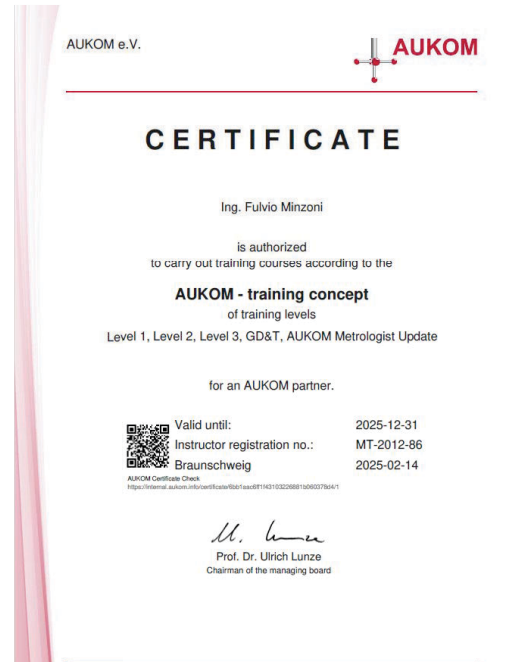 AUKOM e.V.
AUKOM
CERTIFICATE
Ing. Fulvio Minzoni
is authorized
to carry out training courses according to the
AUKOM - training concept
of training levels
Level 1, Level 2, Level 3, GD&T, AUKOM Metrologist Update
for an AUKOM partner.
Valid until: 2025-12-31
Instructor registration no.: MT-2012-86
Braunschweig 2025-02-14
AUKOM Certificate Check
Prof. Dr. Ulrich Lunze
Chairman of the managing board